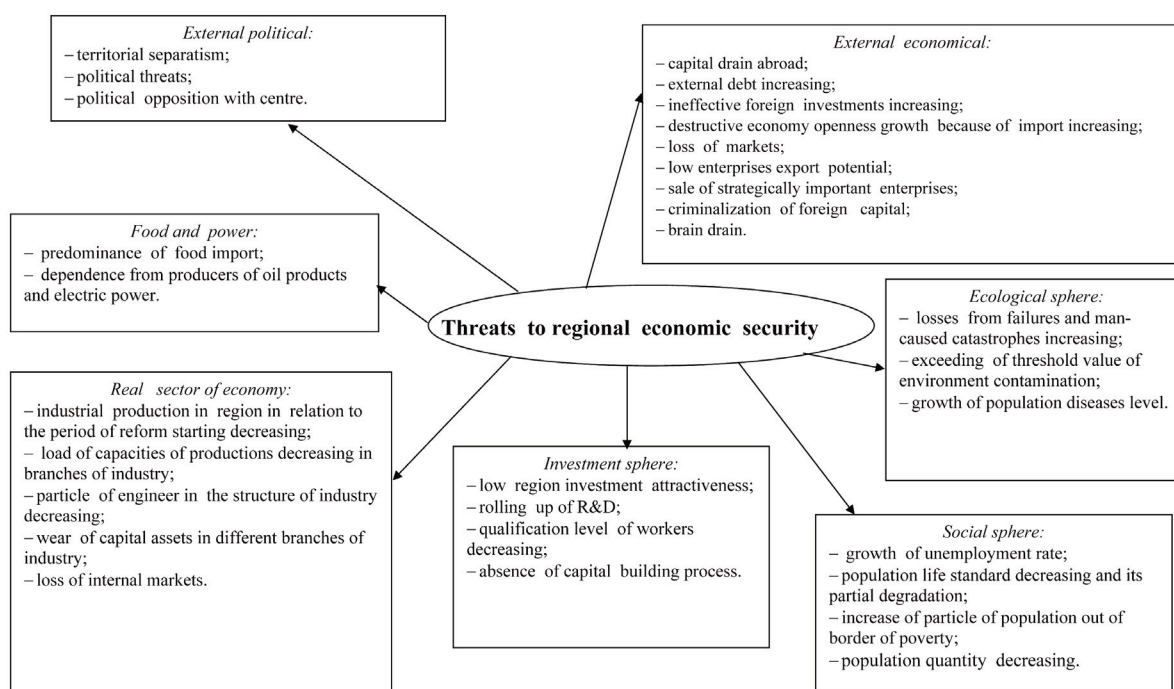 External political:
– territorial separatism;
– political threats;
– political opposition with centre.
External economical:
– capital drain abroad;
– external debt increasing;
– ineffective foreign investments increasing;
– destructive economy openness growth because of import increasing;
– loss of markets;
– low enterprises export potential;
– sale of strategically important enterprises;
– criminalization of foreign capital;
– brain drain.
Food and power:
– predominance of food import;
– dependence from producers of oil products
and electric power.
Threats to regional economic security
Ecological sphere:
– losses from failures and man-
caused catastrophes increasing;
– exceeding of threshold value of
environment contamination;
– growth of population diseases level.
Real sector of economy:
– industrial production in region in relation to
the period of reform starting decreasing;
– load of capacities of productions decreasing in
branches of industry;
– particle of engineer in the structure of industry
decreasing;
– wear of capital assets in different branches of
industry;
– loss of internal markets.
Investment sphere:
– low region investment attractiveness;
– rolling up of R&D;
– qualification level of workers
decreasing;
– absence of capital building process.
Social sphere:
– growth of unemployment rate;
– population life standard decreasing and its
partial degradation;
– increase of particle of population out of
border of poverty;
– population quantity decreasing.